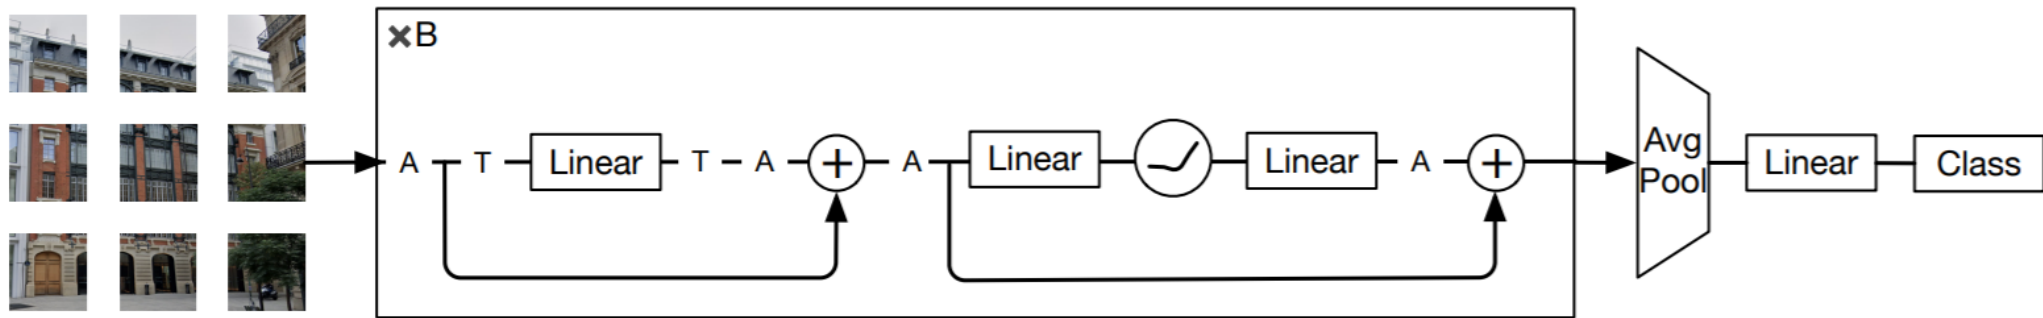 ×B
A T Linear T A + A Linear Linear A +
Avg
Pool
Linear
Class